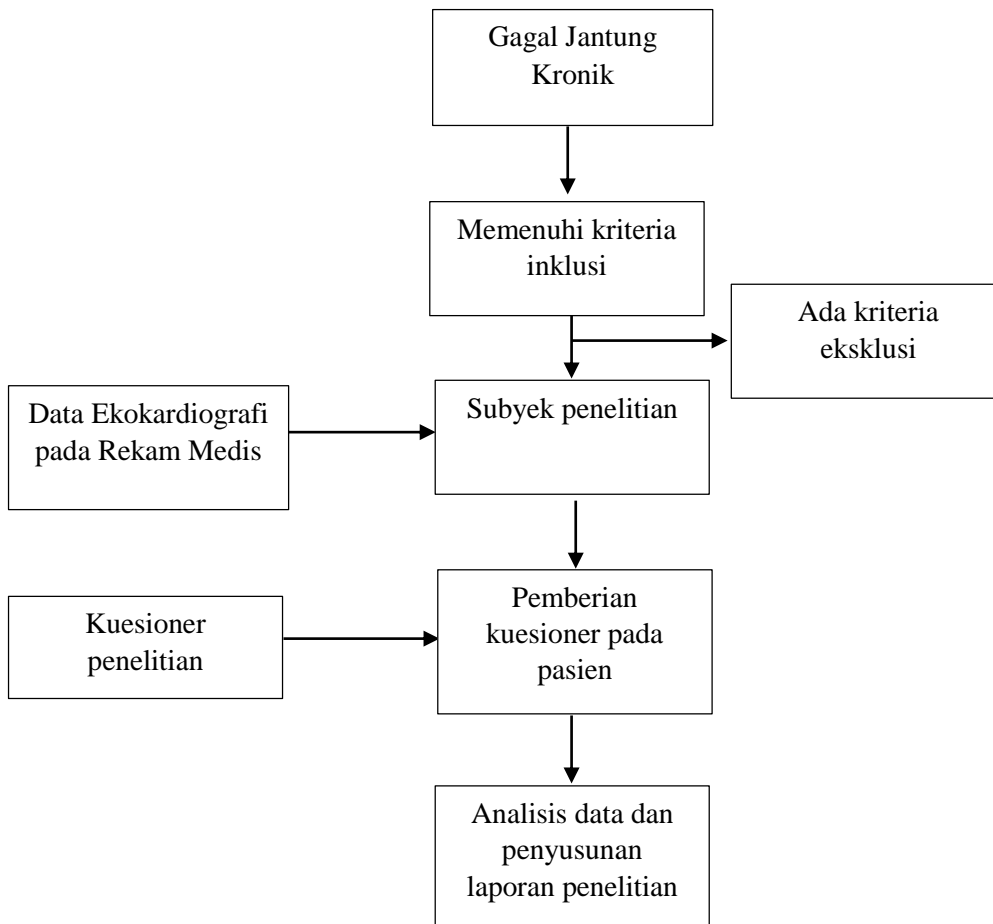 Gagal Jantung
Kronik
Memenuhi kriteria
inklusi
Ada kriteria
eksklusi
Data Ekokardiografi
pada Rekam Medis
Subyek penelitian
Kuesioner
penelitian
Pemberian
kuesioner pada
pasien
Analisis data dan
penyusunan
laporan penelitian